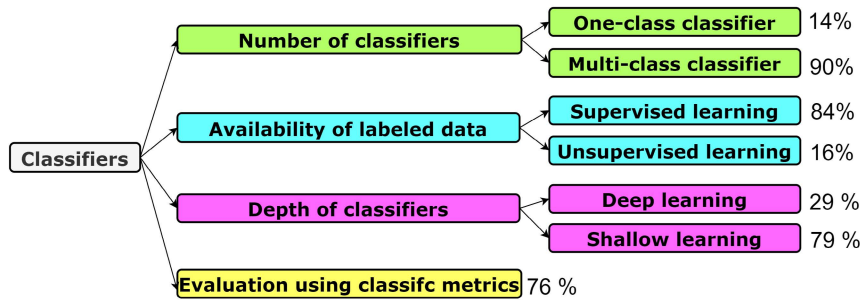 Number of classifiers
One-class classifier 14%
Multi-class classifier 90%
Classifiers
Availability of labeled data
Supervised learning 84%
Unsupervised learning 16%
Depth of classifiers
Deep learning 29 %
Shallow learning 79 %
Evaluation using classifc metrics 76 %